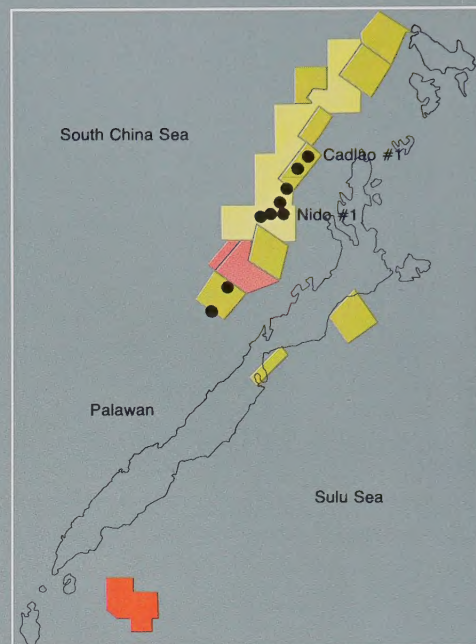 South China Sea
Cadlao #1
Nido #1
Palawan
Sulu Sea